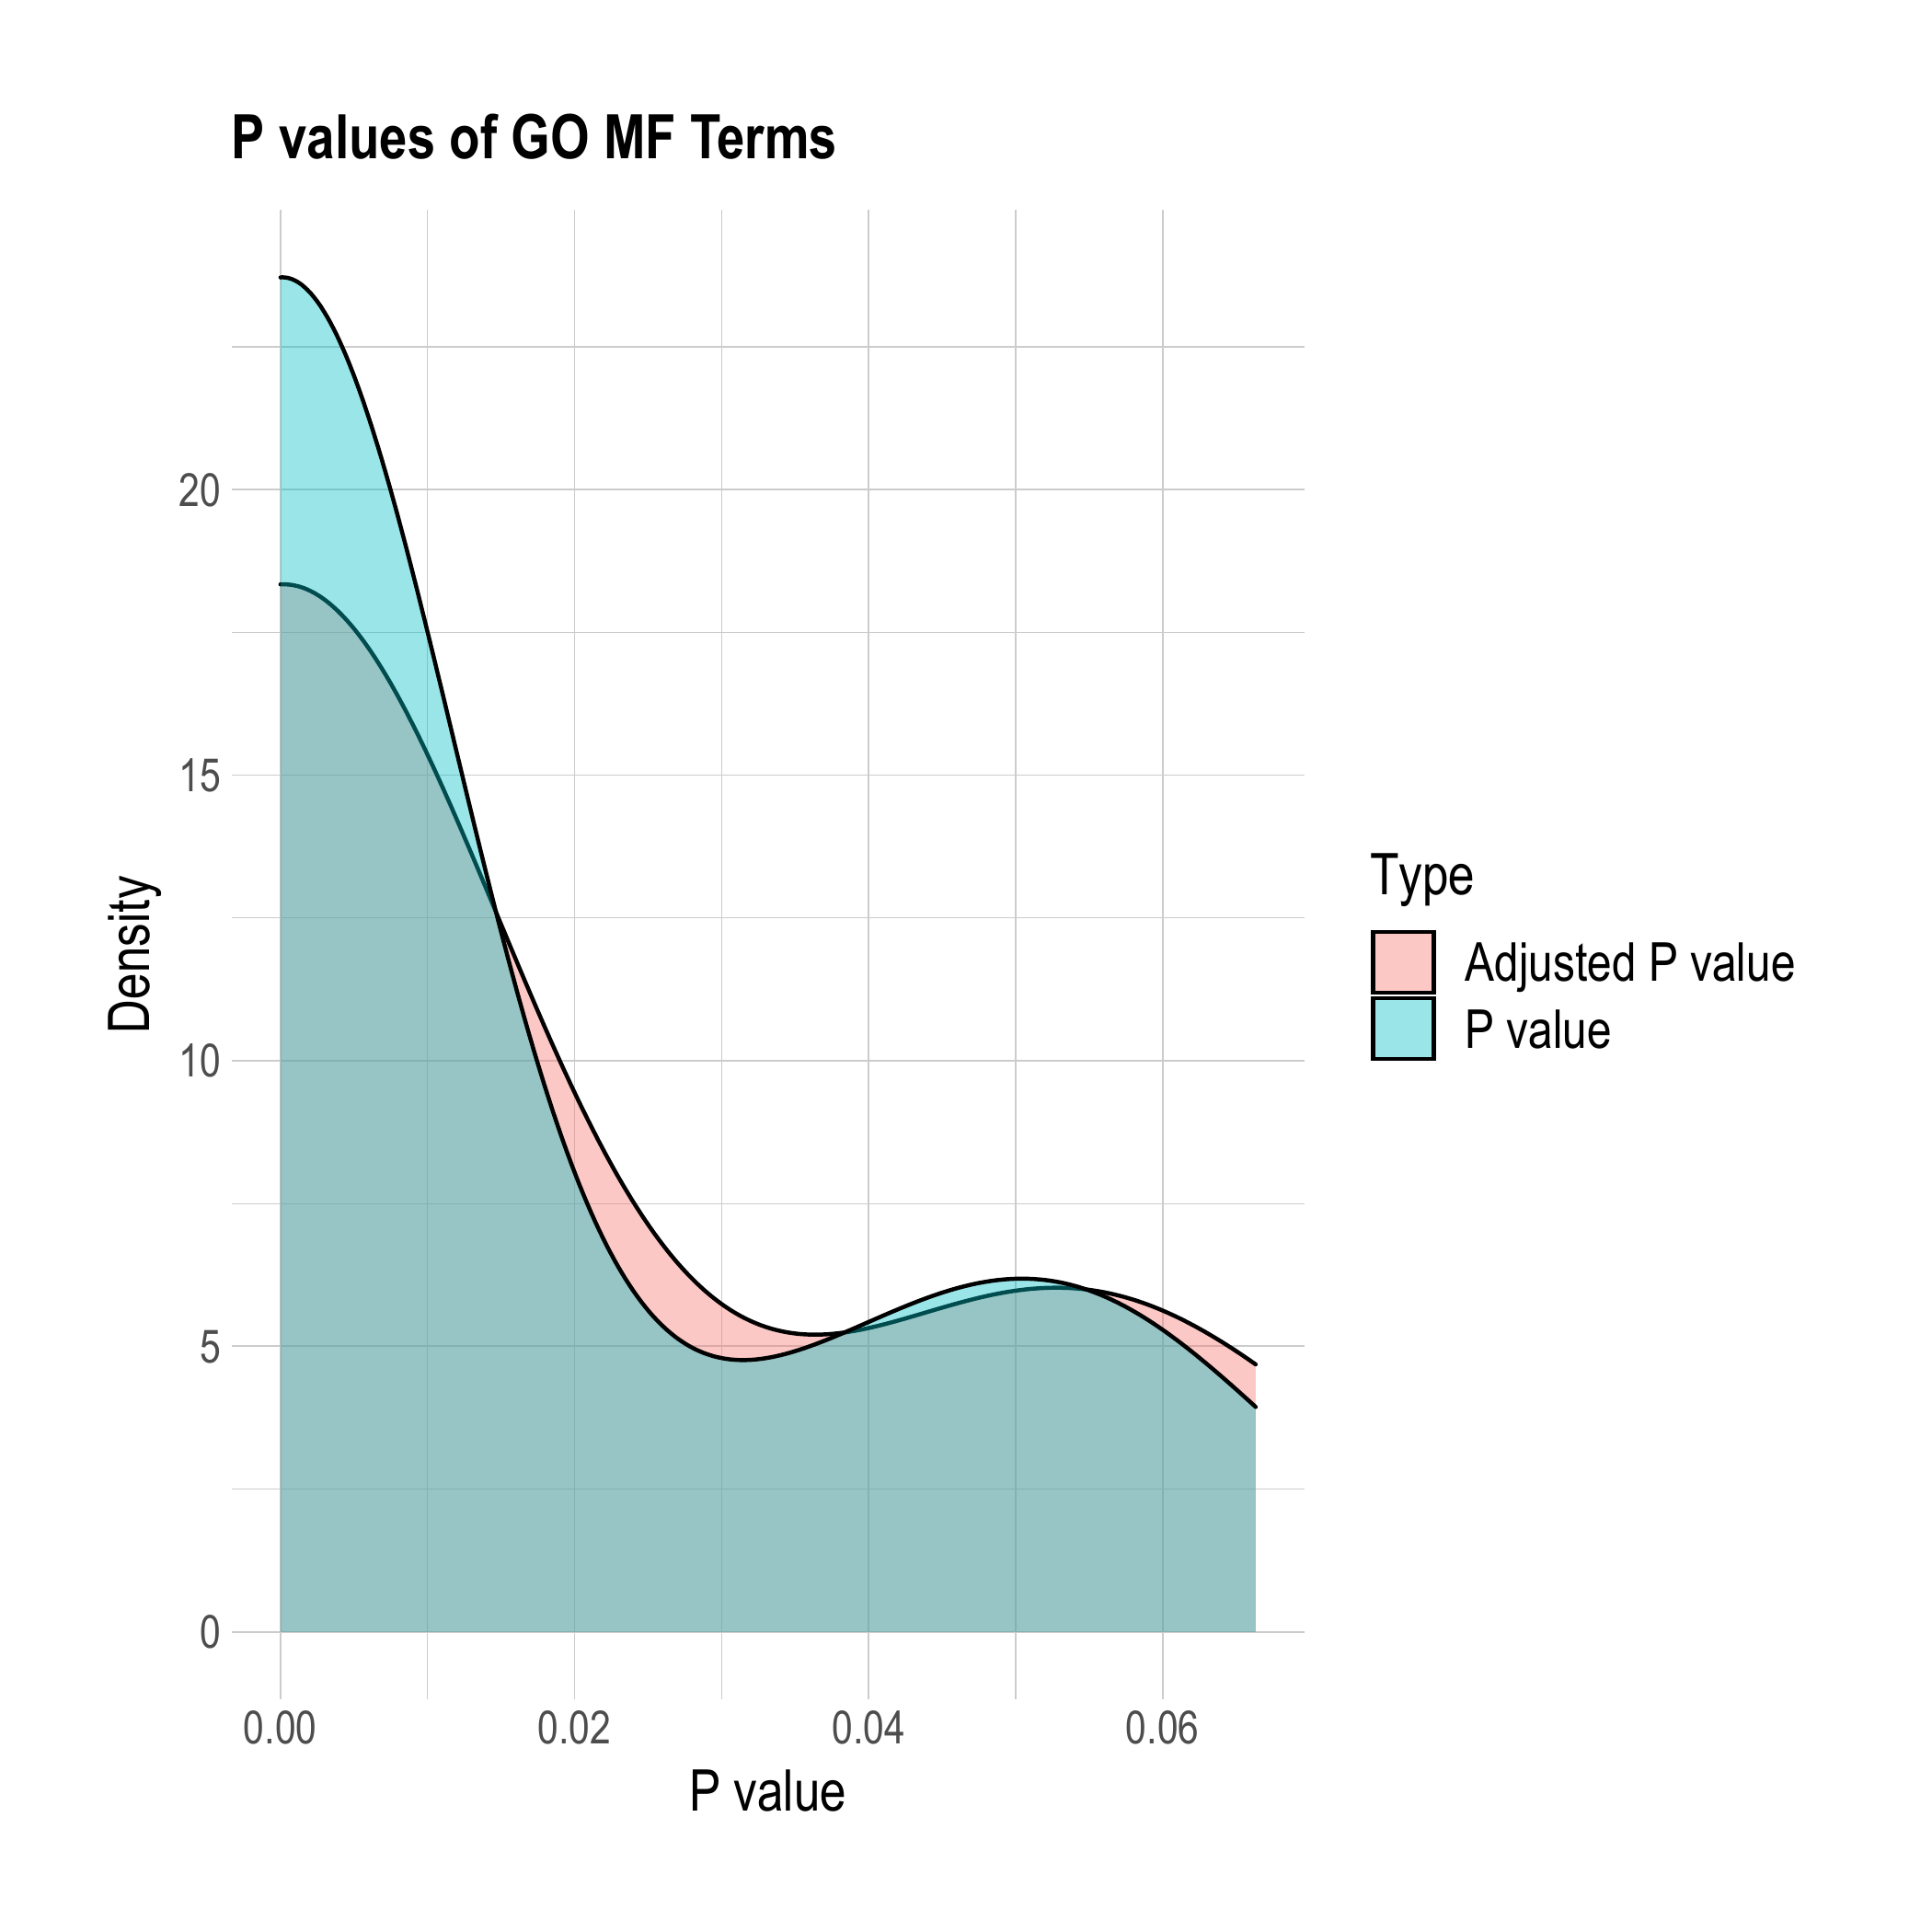 P values of GO MF Terms
Density
20
15
10
5
0
0.00 0.02 0.04 0.06
P value
Type
Adjusted P value
P value